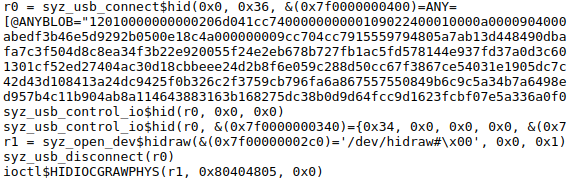 r0 = syz_usb_connect$hid(0x0, 0x36, &(0x7f0000000400)=ANY=
[@ANYBLOB="12010000000000206d041cc7400000000000109022400010000a0000904000
abedf3b46e5d9292b0500e18c4a000000009cc704cc7915559794805a7ab13d448490dba
fa7c3f504d8c8ea34f3b22e920055f24e2eb678b727fb1ac5fd578144e937fd37a0d3c60
1301cf52ed27404ac30d18cbbeee24d2b8f6e059c288d50cc67f3867ce54031e1905dc7c
42d43d108413a24dc9425f0b326c2f3759cb796fa6a867557550849b6c9c5a34b7a6498e
d957b4c11b904ab8a114643883163b168275dc38b0d9d64fcc9d1623fcbf07e5a336a0f0
syz_usb_control_io$hid(r0, 0x0, 0x0)
syz_usb_control_io$hid(r0, &(0x7f0000000340)={0x34, 0x0, 0x0, 0x0, &(0x7
r1 = syz_open_dev$hidraw(&(0x7f00000002c0)='/dev/hidraw#\x00', 0x0, 0x1)
syz_usb_disconnect(r0)
ioctl$HIDIOCGRAWPHYS(r1, 0x80404805, 0x0)